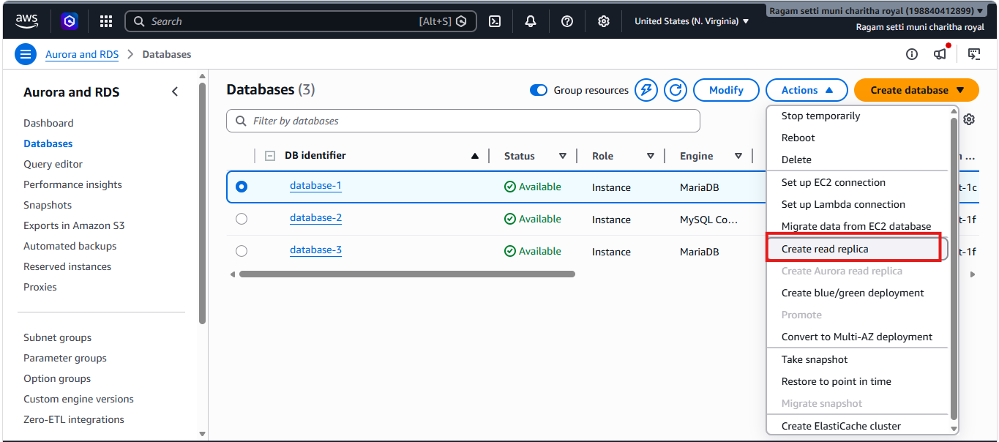 aws
Search [Alt+S]
United States (N. Virginia)
Ragam setti muni charitha royal (198840412899)
Ragam setti muni charitha royal
Aurora and RDS
Databases
Aurora and RDS
Dashboard
Databases
Query editor
Performance insights
Snapshots
Exports in Amazon S3
Automated backups
Reserved instances
Proxies
Subnet groups
Parameter groups
Option groups
Custom engine versions
Zero-ETL integrations
Databases (3)
Group resources
Modify
Actions
Create database
Filter by databases
DB identifier Status Role Engine ...
database-1 Available Instance MariaDB t-1c
database-2 Available Instance MySQL Co... t-1f
database-3 Available Instance MariaDB t-1f
Stop temporarily
Reboot
Delete
Set up EC2 connection
Set up Lambda connection
Migrate data from EC2 database
Create read replica
Create Aurora read replica
Create blue/green deployment
Promote
Convert to Multi-AZ deployment
Take snapshot
Restore to point in time
Migrate snapshot
Create ElastiCache cluster